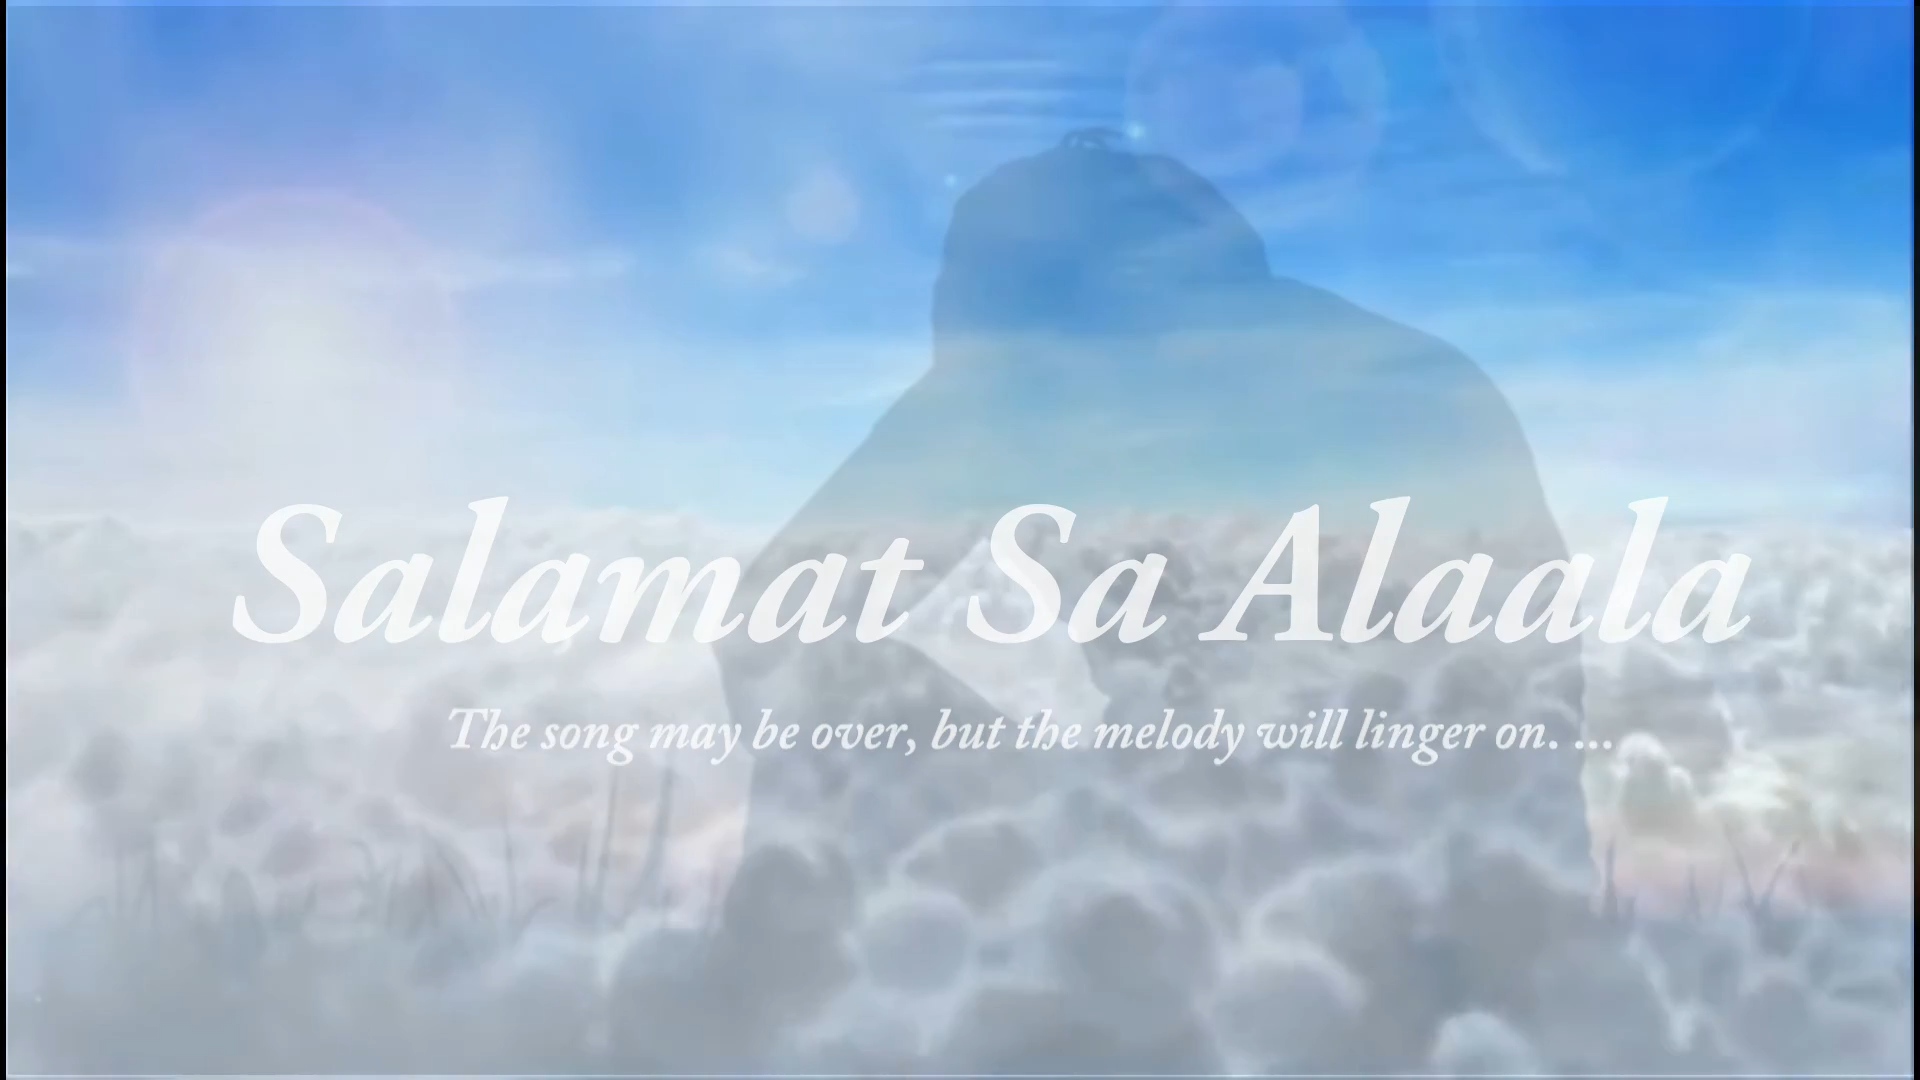 Salamat Sa Alaala
The song may be over, but the melody will linger on. ...